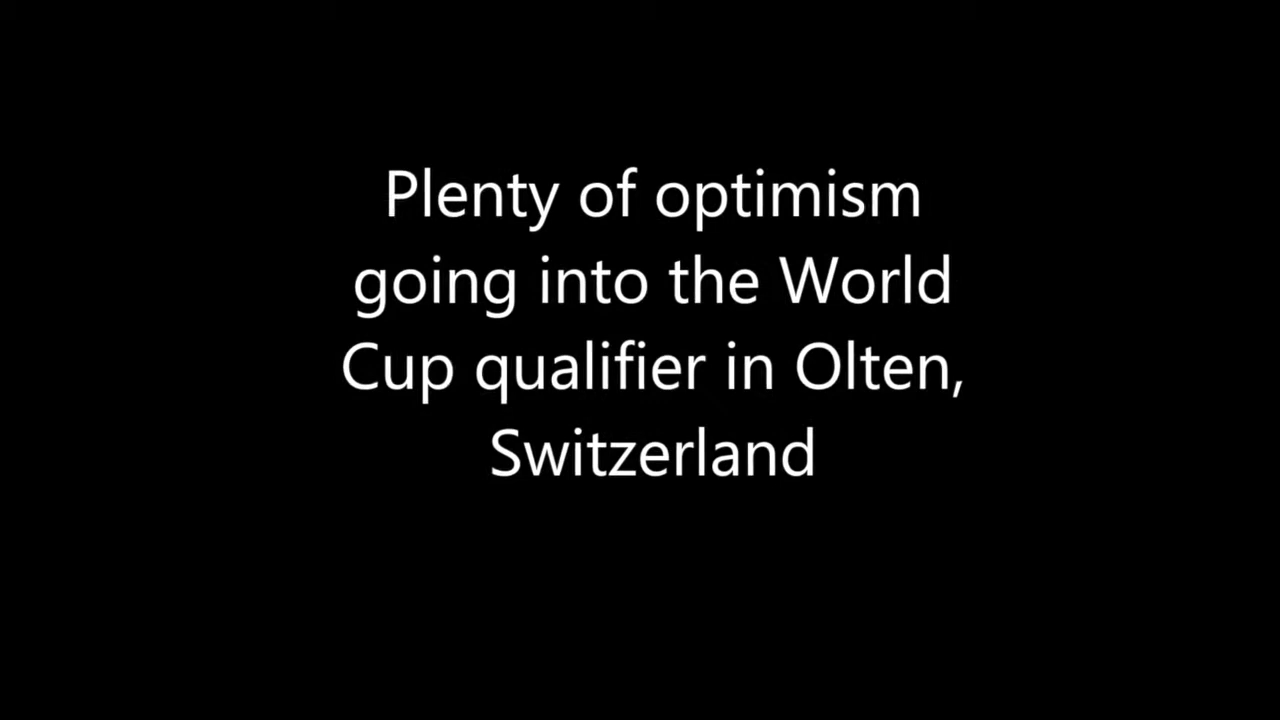 Plenty of optimism
going into the World
Cup qualifier in Olten,
Switzerland